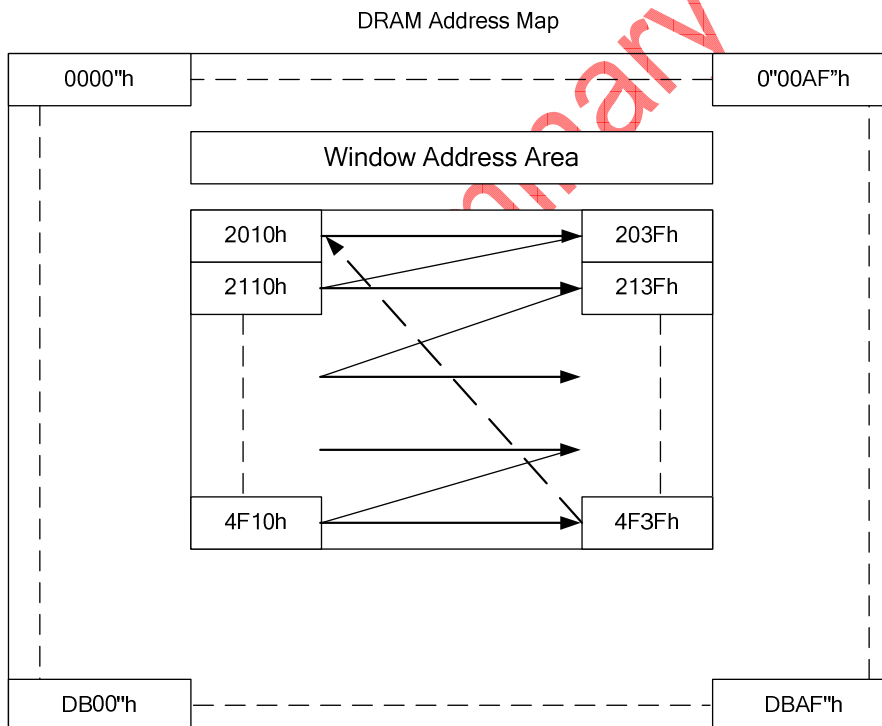 DRAM Address Map
0000"h
0"00AF”h
Window Address Area
2010h
203Fh
2110h
213Fh
4F10h
4F3Fh
DB00"h
DBAF"h